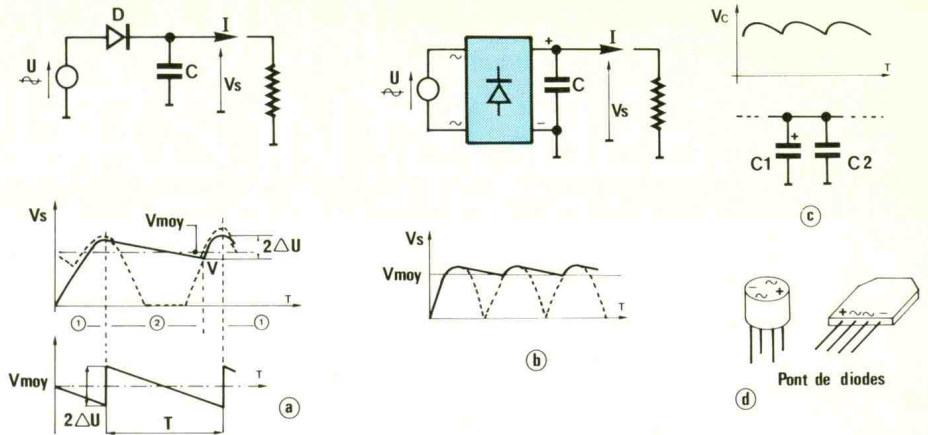 D
I
U
C
Vs
I
U
~
~
+
−
C
Vs
Vc
T
+
C1
C2
c
Vs
Vmoy
2△U
V
T
① ② ①
Vmoy
2△U
T
T
a
Vs
Vmoy
T
b
− ~ ~ +
+ ~ ~ −
d
Pont de diodes